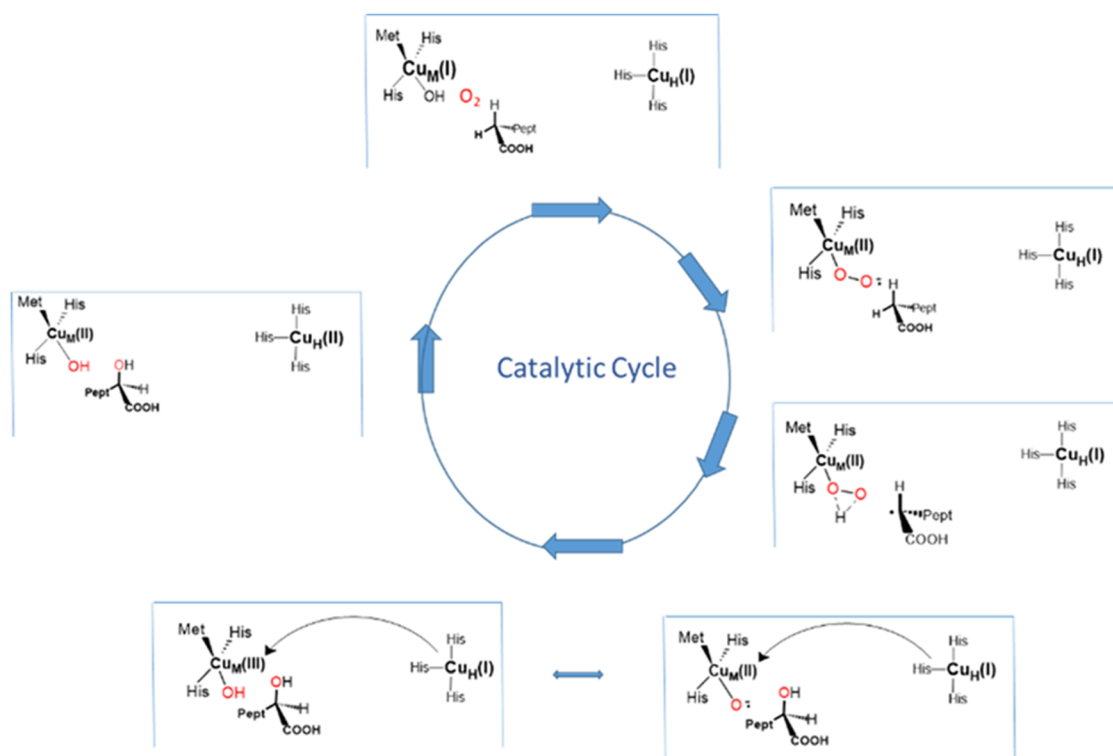 Met
His
CuM(I)
His
OH
O2
H
H
Pept
COOH
His
His
CuH(I)
His
Met
His
CuM(II)
His
O
O
H
H
Pept
COOH
His
His
CuH(I)
His
Met
His
CuM(II)
His
OH
OH
Pept
H
COOH
His
His
CuH(II)
His
Catalytic Cycle
Met
His
CuM(II)
His
O
O
H
H
Pept
COOH
His
His
CuH(I)
His
Met
His
CuM(III)
His
OH
OH
Pept
H
COOH
His
His
CuH(I)
His
Met
His
CuM(II)
His
O
OH
Pept
H
COOH
His
His
CuH(I)
His